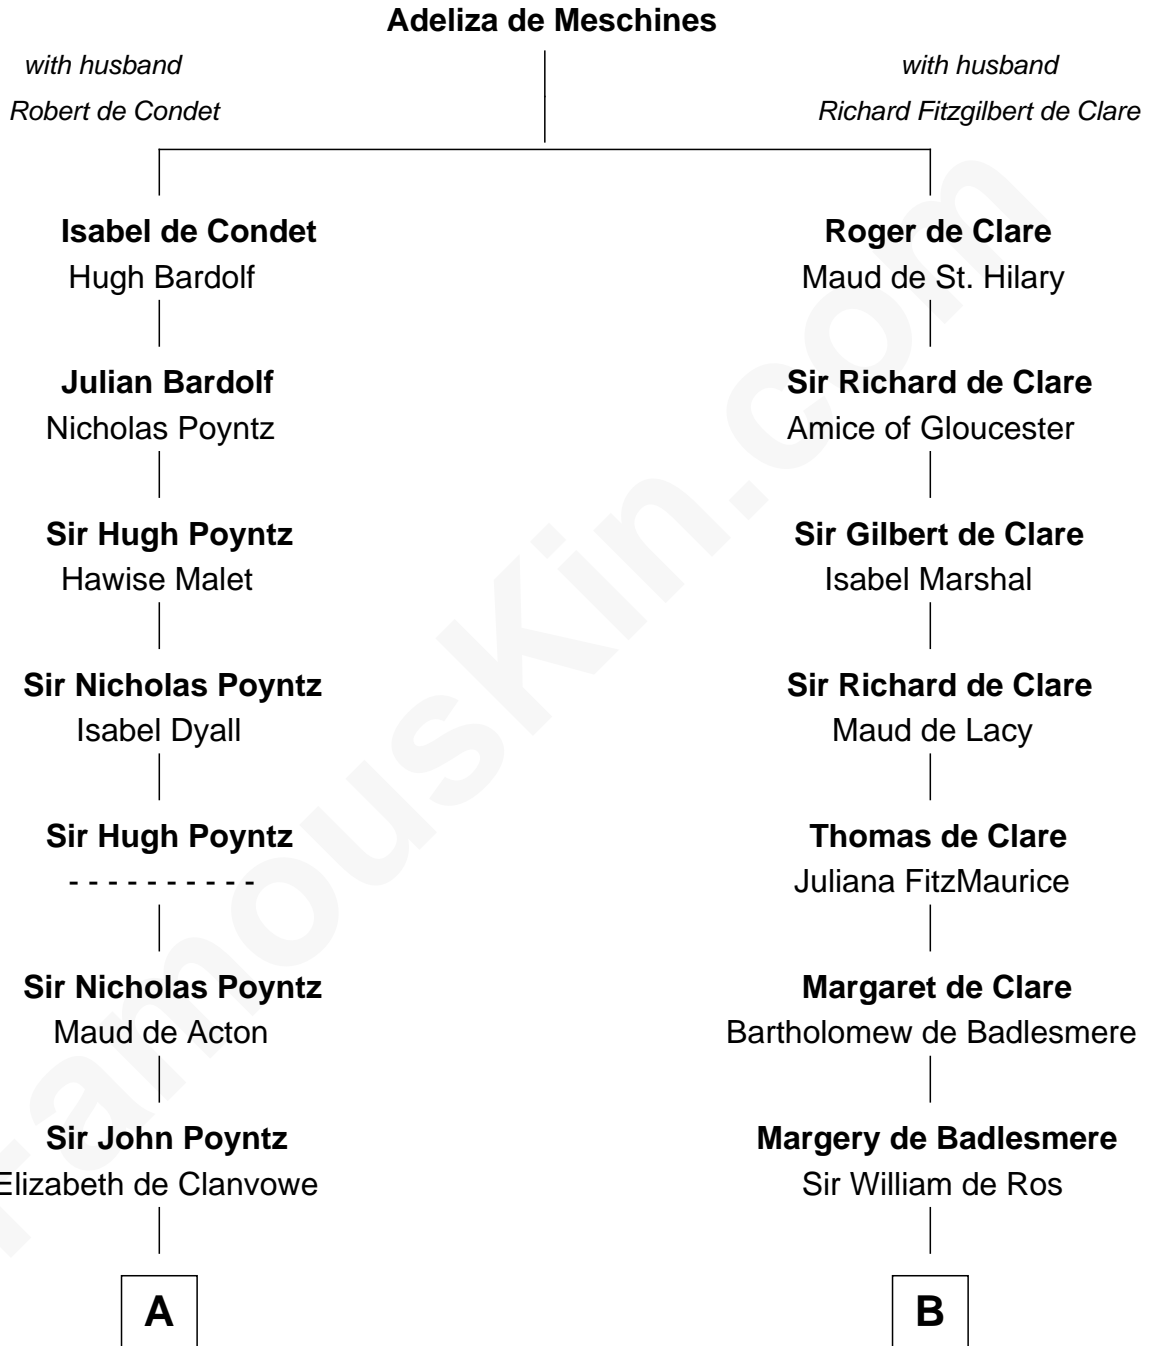 Adeliza de Meschines
with husband
Robert de Condet
with husband
Richard Fitzgilbert de Clare
Isabel de Condet
Hugh Bardolf
Roger de Clare
Maud de St. Hilary
Julian Bardolf
Nicholas Poyntz
Sir Richard de Clare
Amice of Gloucester
Sir Hugh Poyntz
Hawise Malet
Sir Gilbert de Clare
Isabel Marshal
Sir Nicholas Poyntz
Isabel Dyall
Sir Richard de Clare
Maud de Lacy
Sir Hugh Poyntz
- - - - - - - - - -
Thomas de Clare
Juliana FitzMaurice
Sir Nicholas Poyntz
Maud de Acton
Margaret de Clare
Bartholomew de Badlesmere
Sir John Poyntz
Elizabeth de Clanvowe
Margery de Badlesmere
Sir William de Ros
A
B
FamousKin.com